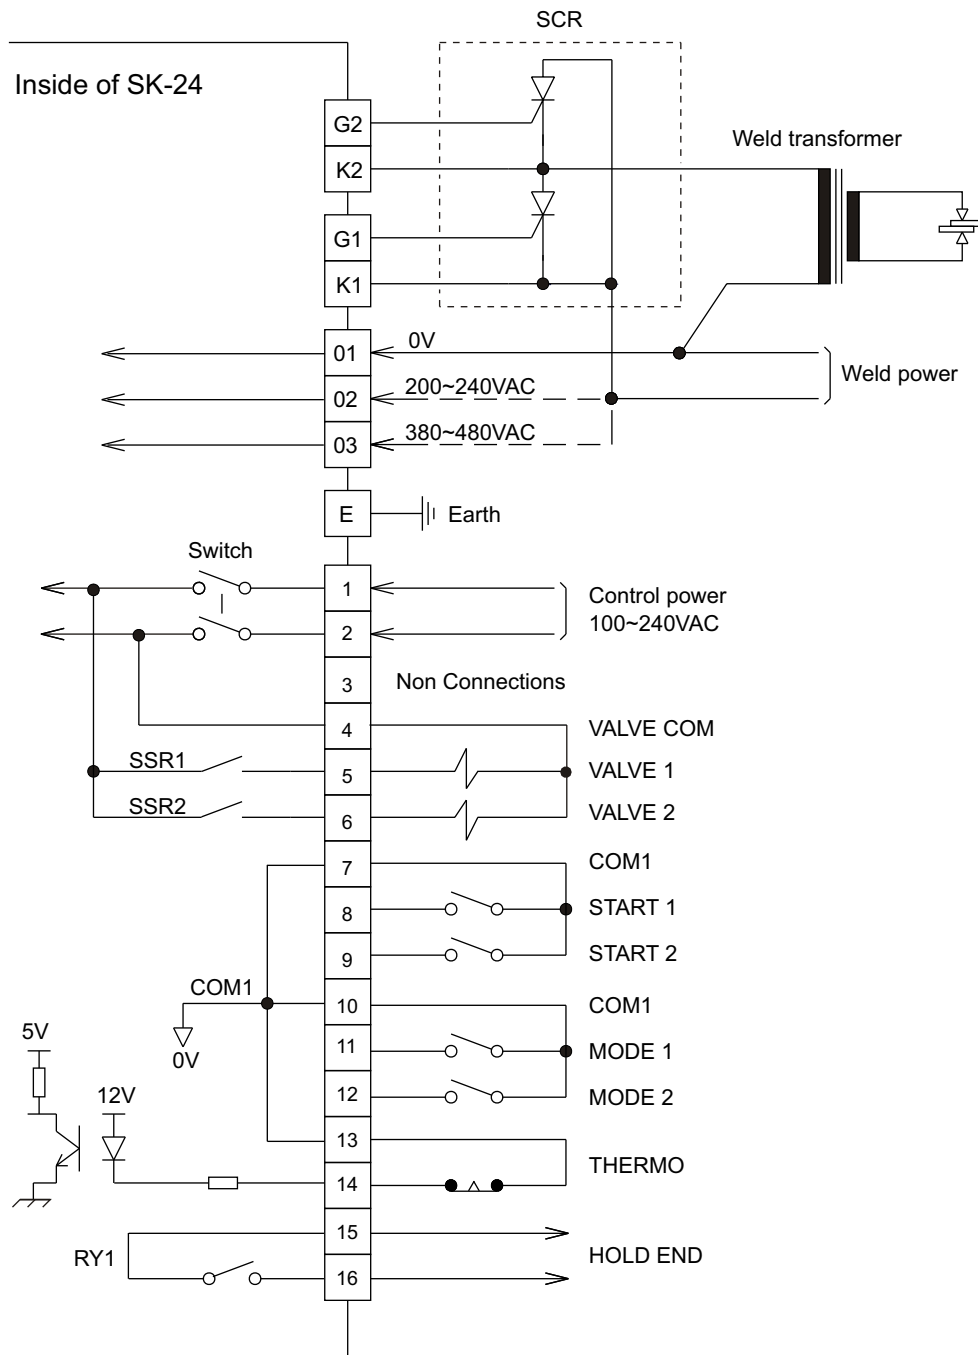 SCR
Inside of SK-24
G2
Weld transformer
K2
G1
K1
01
0V
02
200~240VAC
Weld power
03
380~480VAC
E
Earth
Switch
1
Control power
100~240VAC
2
3
Non Connections
4
VALVE COM
SSR1
5
VALVE 1
SSR2
6
VALVE 2
7
COM1
8
START 1
9
START 2
COM1
10
COM1
0V
5V
11
MODE 1
12V
12
MODE 2
13
THERMO
14
15
RY1
HOLD END
16